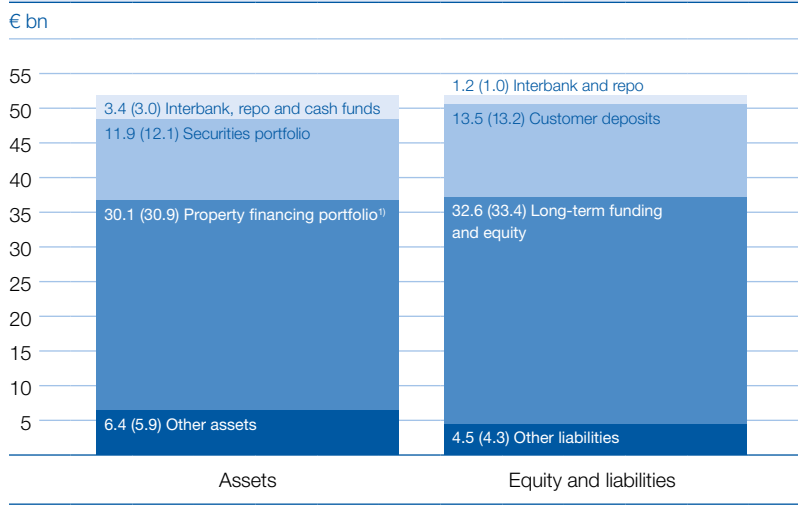 € bn
55
50
45
40
35
30
25
20
15
10
5
3.4 (3.0) Interbank, repo and cash funds
11.9 (12.1) Securities portfolio
30.1 (30.9) Property financing portfolio1)
6.4 (5.9) Other assets
1.2 (1.0) Interbank and repo
13.5 (13.2) Customer deposits
32.6 (33.4) Long-term funding
and equity
4.5 (4.3) Other liabilities
Assets
Equity and liabilities